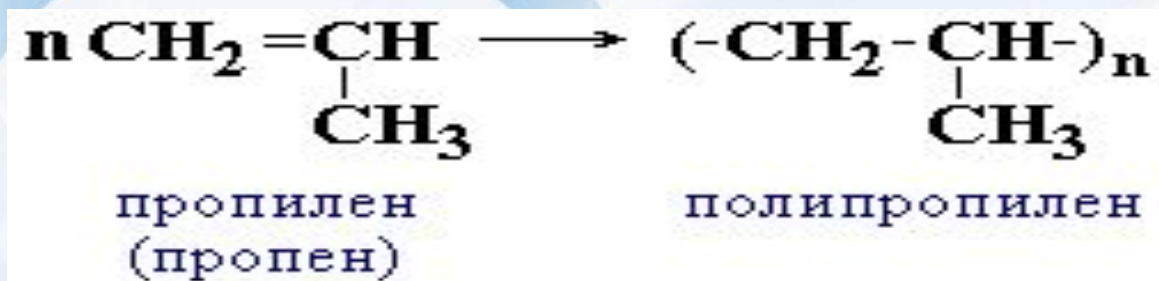 n CH₂ =CH ⟶ (-CH₂-CH-)ₙ
CH₃ CH₃
пропилен полипропилен
(пропен)